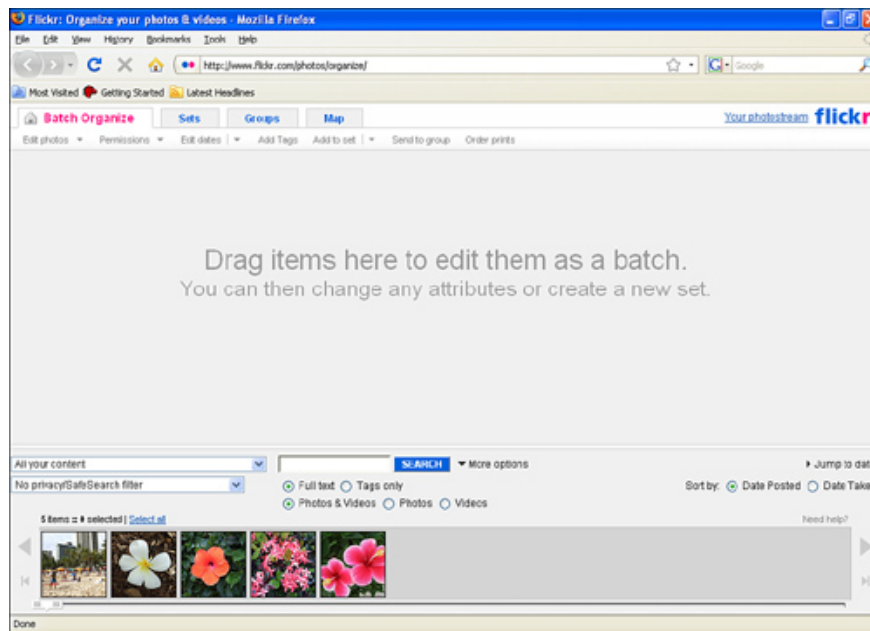 Flickr: Organize your photos & videos - Mozilla Firefox
File Edit View History Bookmarks Tools Help
http://www.flickr.com/photos/organize/ Google
Most Visited Getting Started Latest Headlines
Batch Organize Sets Groups Map Your photostream flickr
Edit photos Permissions Edit dates Add Tags Add to set Send to group Order prints
Drag items here to edit them as a batch.
You can then change any attributes or create a new set.
All your content SEARCH More options Jump to dat
No privacy/SafeSearch filter Full text Tags only Sort by: Date Posted Date Take
Photos & Videos Photos Videos
5 items :: selected | Select all Need help?
Done